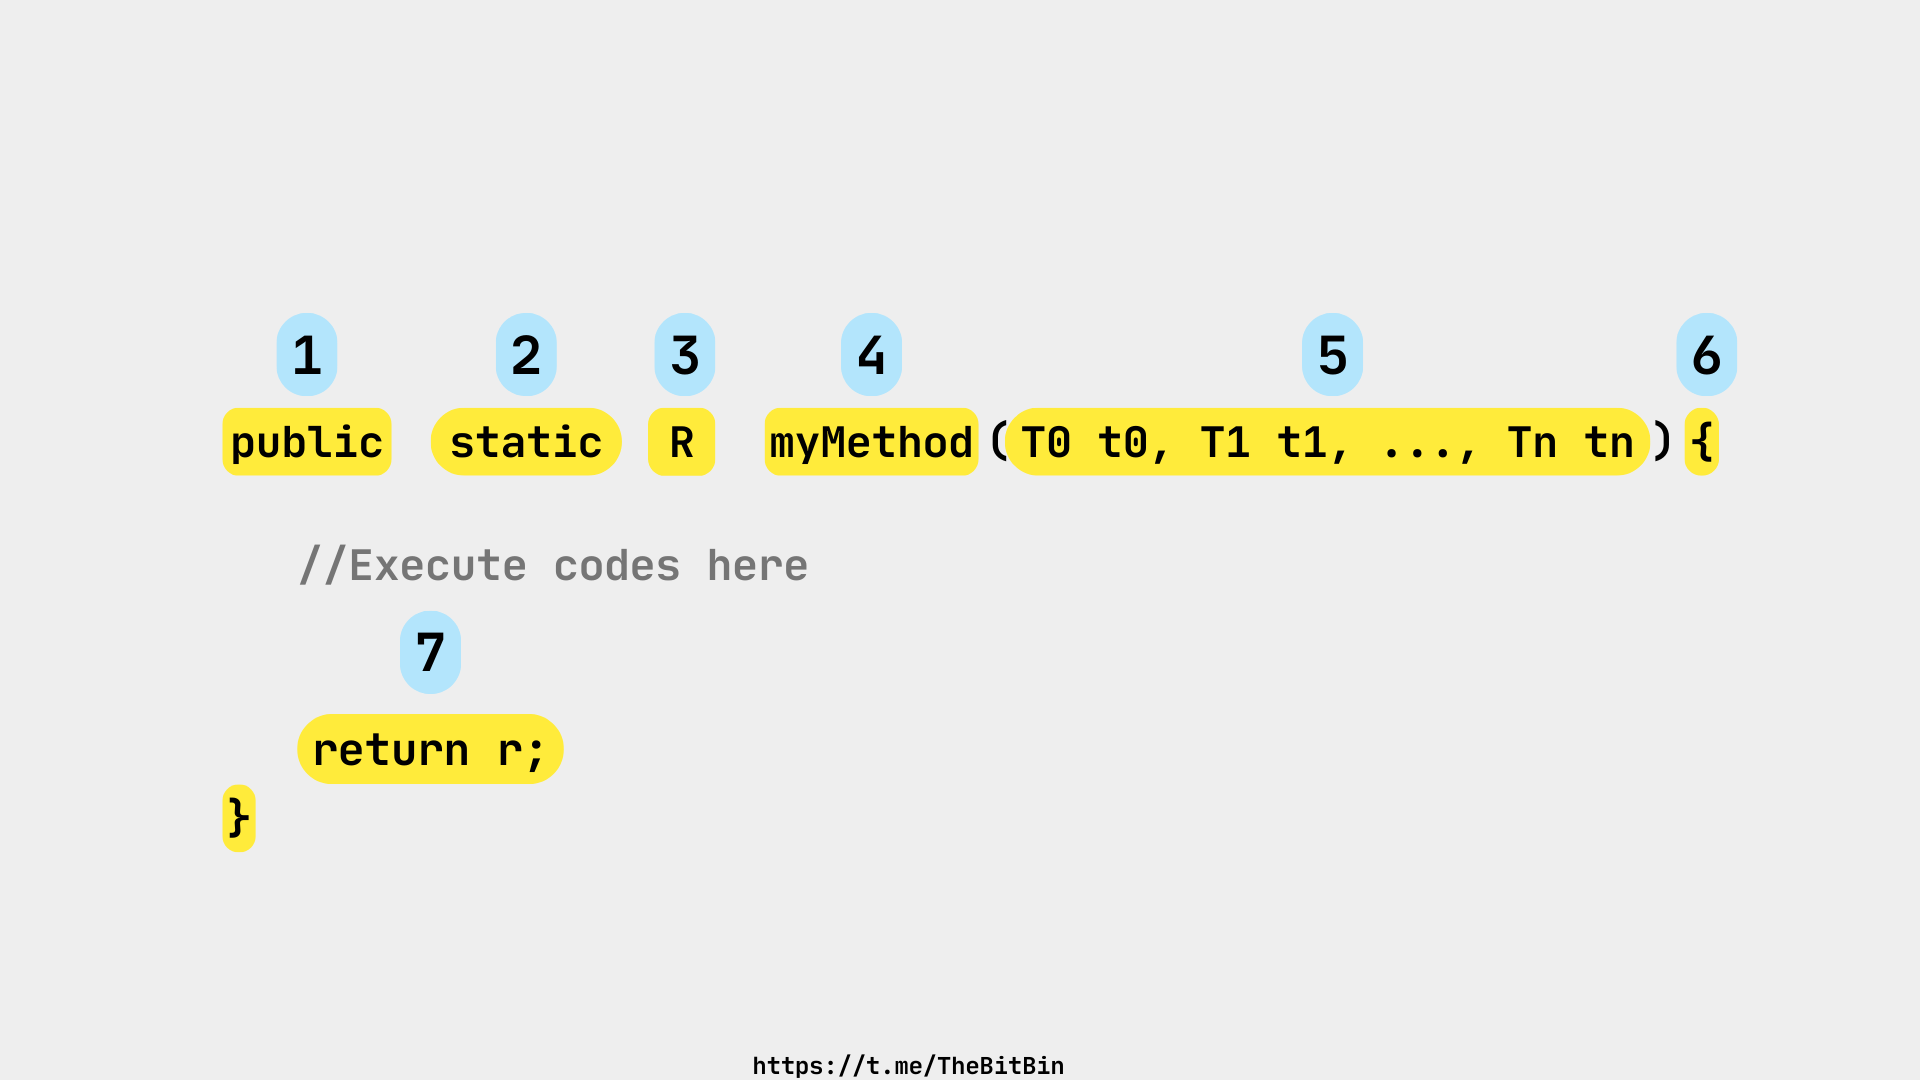 1 2 3 4 5 6
public static R myMethod (T0 t0, T1 t1, ..., Tn tn) {
//Execute codes here
7
return r;
}
https://t.me/TheBitBin